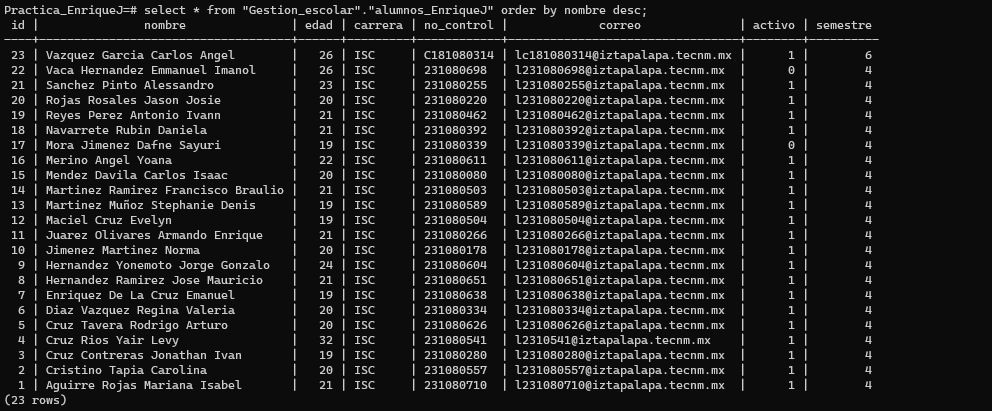 Practica_EnriqueJ=# select * from "Gestion_escolar"."alumnos_EnriqueJ" order by nombre desc;
 id |              nombre               | edad | carrera | no_control |             correo             | activo | semestre
----+-----------------------------------+------+---------+------------+--------------------------------+--------+----------
 23 | Vazquez Garcia Carlos Angel       |   26 | ISC     | C181080314 | lc181080314@iztapalapa.tecnm.mx |      1 |        6
 22 | Vaca Hernandez Emmanuel Imanol    |   26 | ISC     | 231080698  | l231080698@iztapalapa.tecnm.mx |      0 |        4
 21 | Sanchez Pinto Alessandro          |   23 | ISC     | 231080255  | l231080255@iztapalapa.tecnm.mx |      1 |        4
 20 | Rojas Rosales Jason Josie         |   20 | ISC     | 231080220  | l231080220@iztapalapa.tecnm.mx |      1 |        4
 19 | Reyes Perez Antonio Ivann         |   21 | ISC     | 231080462  | l231080462@iztapalapa.tecnm.mx |      1 |        4
 18 | Navarrete Rubin Daniela           |   21 | ISC     | 231080392  | l231080392@iztapalapa.tecnm.mx |      1 |        4
 17 | Mora Jimenez Dafne Sayuri         |   19 | ISC     | 231080339  | l231080339@iztapalapa.tecnm.mx |      0 |        4
 16 | Merino Angel Yoana                |   22 | ISC     | 231080611  | l231080611@iztapalapa.tecnm.mx |      1 |        4
 15 | Mendez Davila Carlos Isaac        |   20 | ISC     | 231080080  | l231080080@iztapalapa.tecnm.mx |      1 |        4
 14 | Martinez Ramirez Francisco Braulio |   21 | ISC     | 231080503  | l231080503@iztapalapa.tecnm.mx |      1 |        4
 13 | Martinez Muñoz Stephanie Denis    |   19 | ISC     | 231080589  | l231080589@iztapalapa.tecnm.mx |      1 |        4
 12 | Maciel Cruz Evelyn                |   19 | ISC     | 231080504  | l231080504@iztapalapa.tecnm.mx |      1 |        4
 11 | Juarez Olivares Armando Enrique   |   21 | ISC     | 231080266  | l231080266@iztapalapa.tecnm.mx |      1 |        4
 10 | Jimenez Martinez Norma            |   20 | ISC     | 231080178  | l231080178@iztapalapa.tecnm.mx |      1 |        4
  9 | Hernandez Yonemoto Jorge Gonzalo  |   24 | ISC     | 231080604  | l231080604@iztapalapa.tecnm.mx |      1 |        4
  8 | Hernandez Ramirez Jose Mauricio   |   21 | ISC     | 231080651  | l231080651@iztapalapa.tecnm.mx |      1 |        4
  7 | Enriquez De La Cruz Emanuel       |   19 | ISC     | 231080638  | l231080638@iztapalapa.tecnm.mx |      1 |        4
  6 | Diaz Vazquez Regina Valeria       |   20 | ISC     | 231080334  | l231080334@iztapalapa.tecnm.mx |      1 |        4
  5 | Cruz Tavera Rodrigo Arturo        |   20 | ISC     | 231080626  | l231080626@iztapalapa.tecnm.mx |      1 |        4
  4 | Cruz Rios Yair Levy               |   32 | ISC     | 231080541  | l2310541@iztapalapa.tecnm.mx   |      1 |        4
  3 | Cruz Contreras Jonathan Ivan      |   19 | ISC     | 231080280  | l231080280@iztapalapa.tecnm.mx |      1 |        4
  2 | Cristino Tapia Carolina           |   20 | ISC     | 231080557  | l231080557@iztapalapa.tecnm.mx |      1 |        4
  1 | Aguirre Rojas Mariana Isabel      |   21 | ISC     | 231080710  | l231080710@iztapalapa.tecnm.mx |      1 |        4
(23 rows)